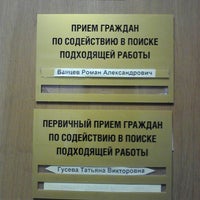 ПРИЕМ ГРАЖДАН
ПО СОДЕЙСТВИЮ В ПОИСКЕ
ПОДХОДЯЩЕЙ РАБОТЫ
Роман Александрович
ПЕРВИЧНЫЙ ПРИЕМ ГРАЖДАН
ПО СОДЕЙСТВИЮ В ПОИСКЕ
ПОДХОДЯЩЕЙ РАБОТЫ
Гусева Татьяна Викторовна